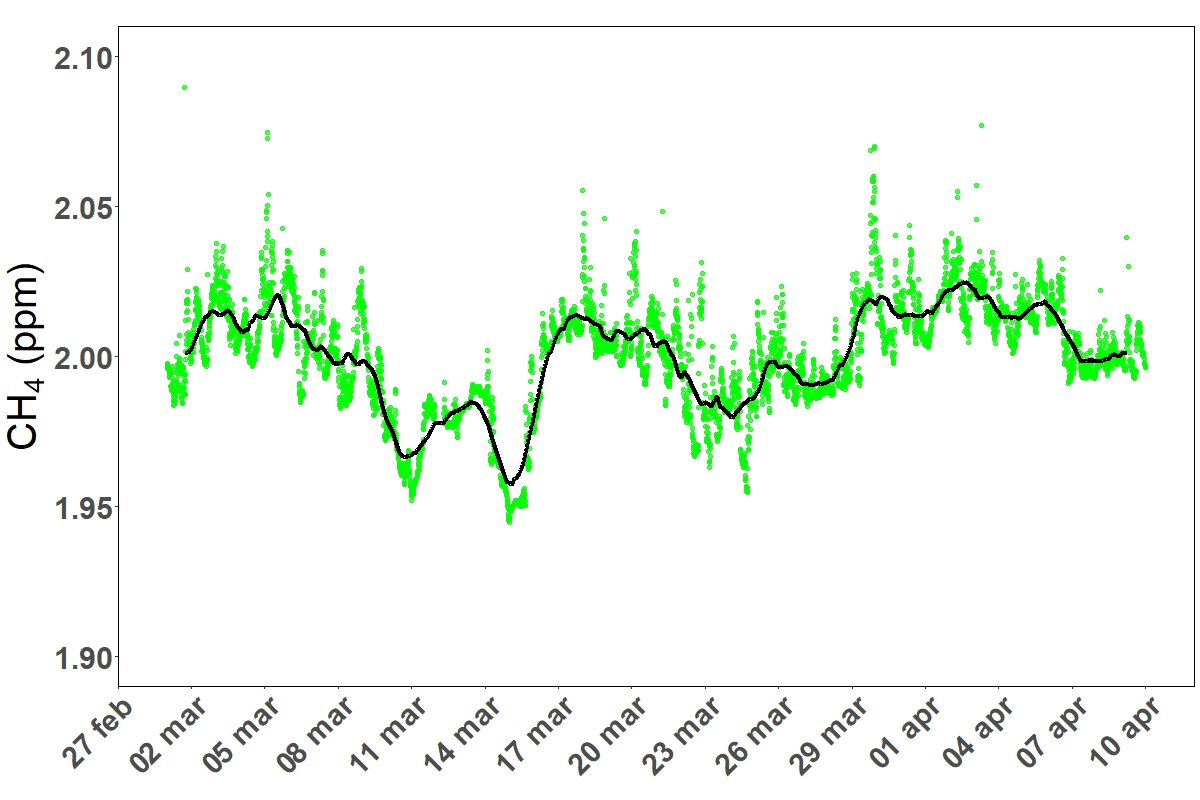 CH₄ (ppm)
2.10
2.05
2.00
1.95
1.90
27 feb
02 mar
05 mar
08 mar
11 mar
14 mar
17 mar
20 mar
23 mar
26 mar
29 mar
01 apr
04 apr
07 apr
10 apr